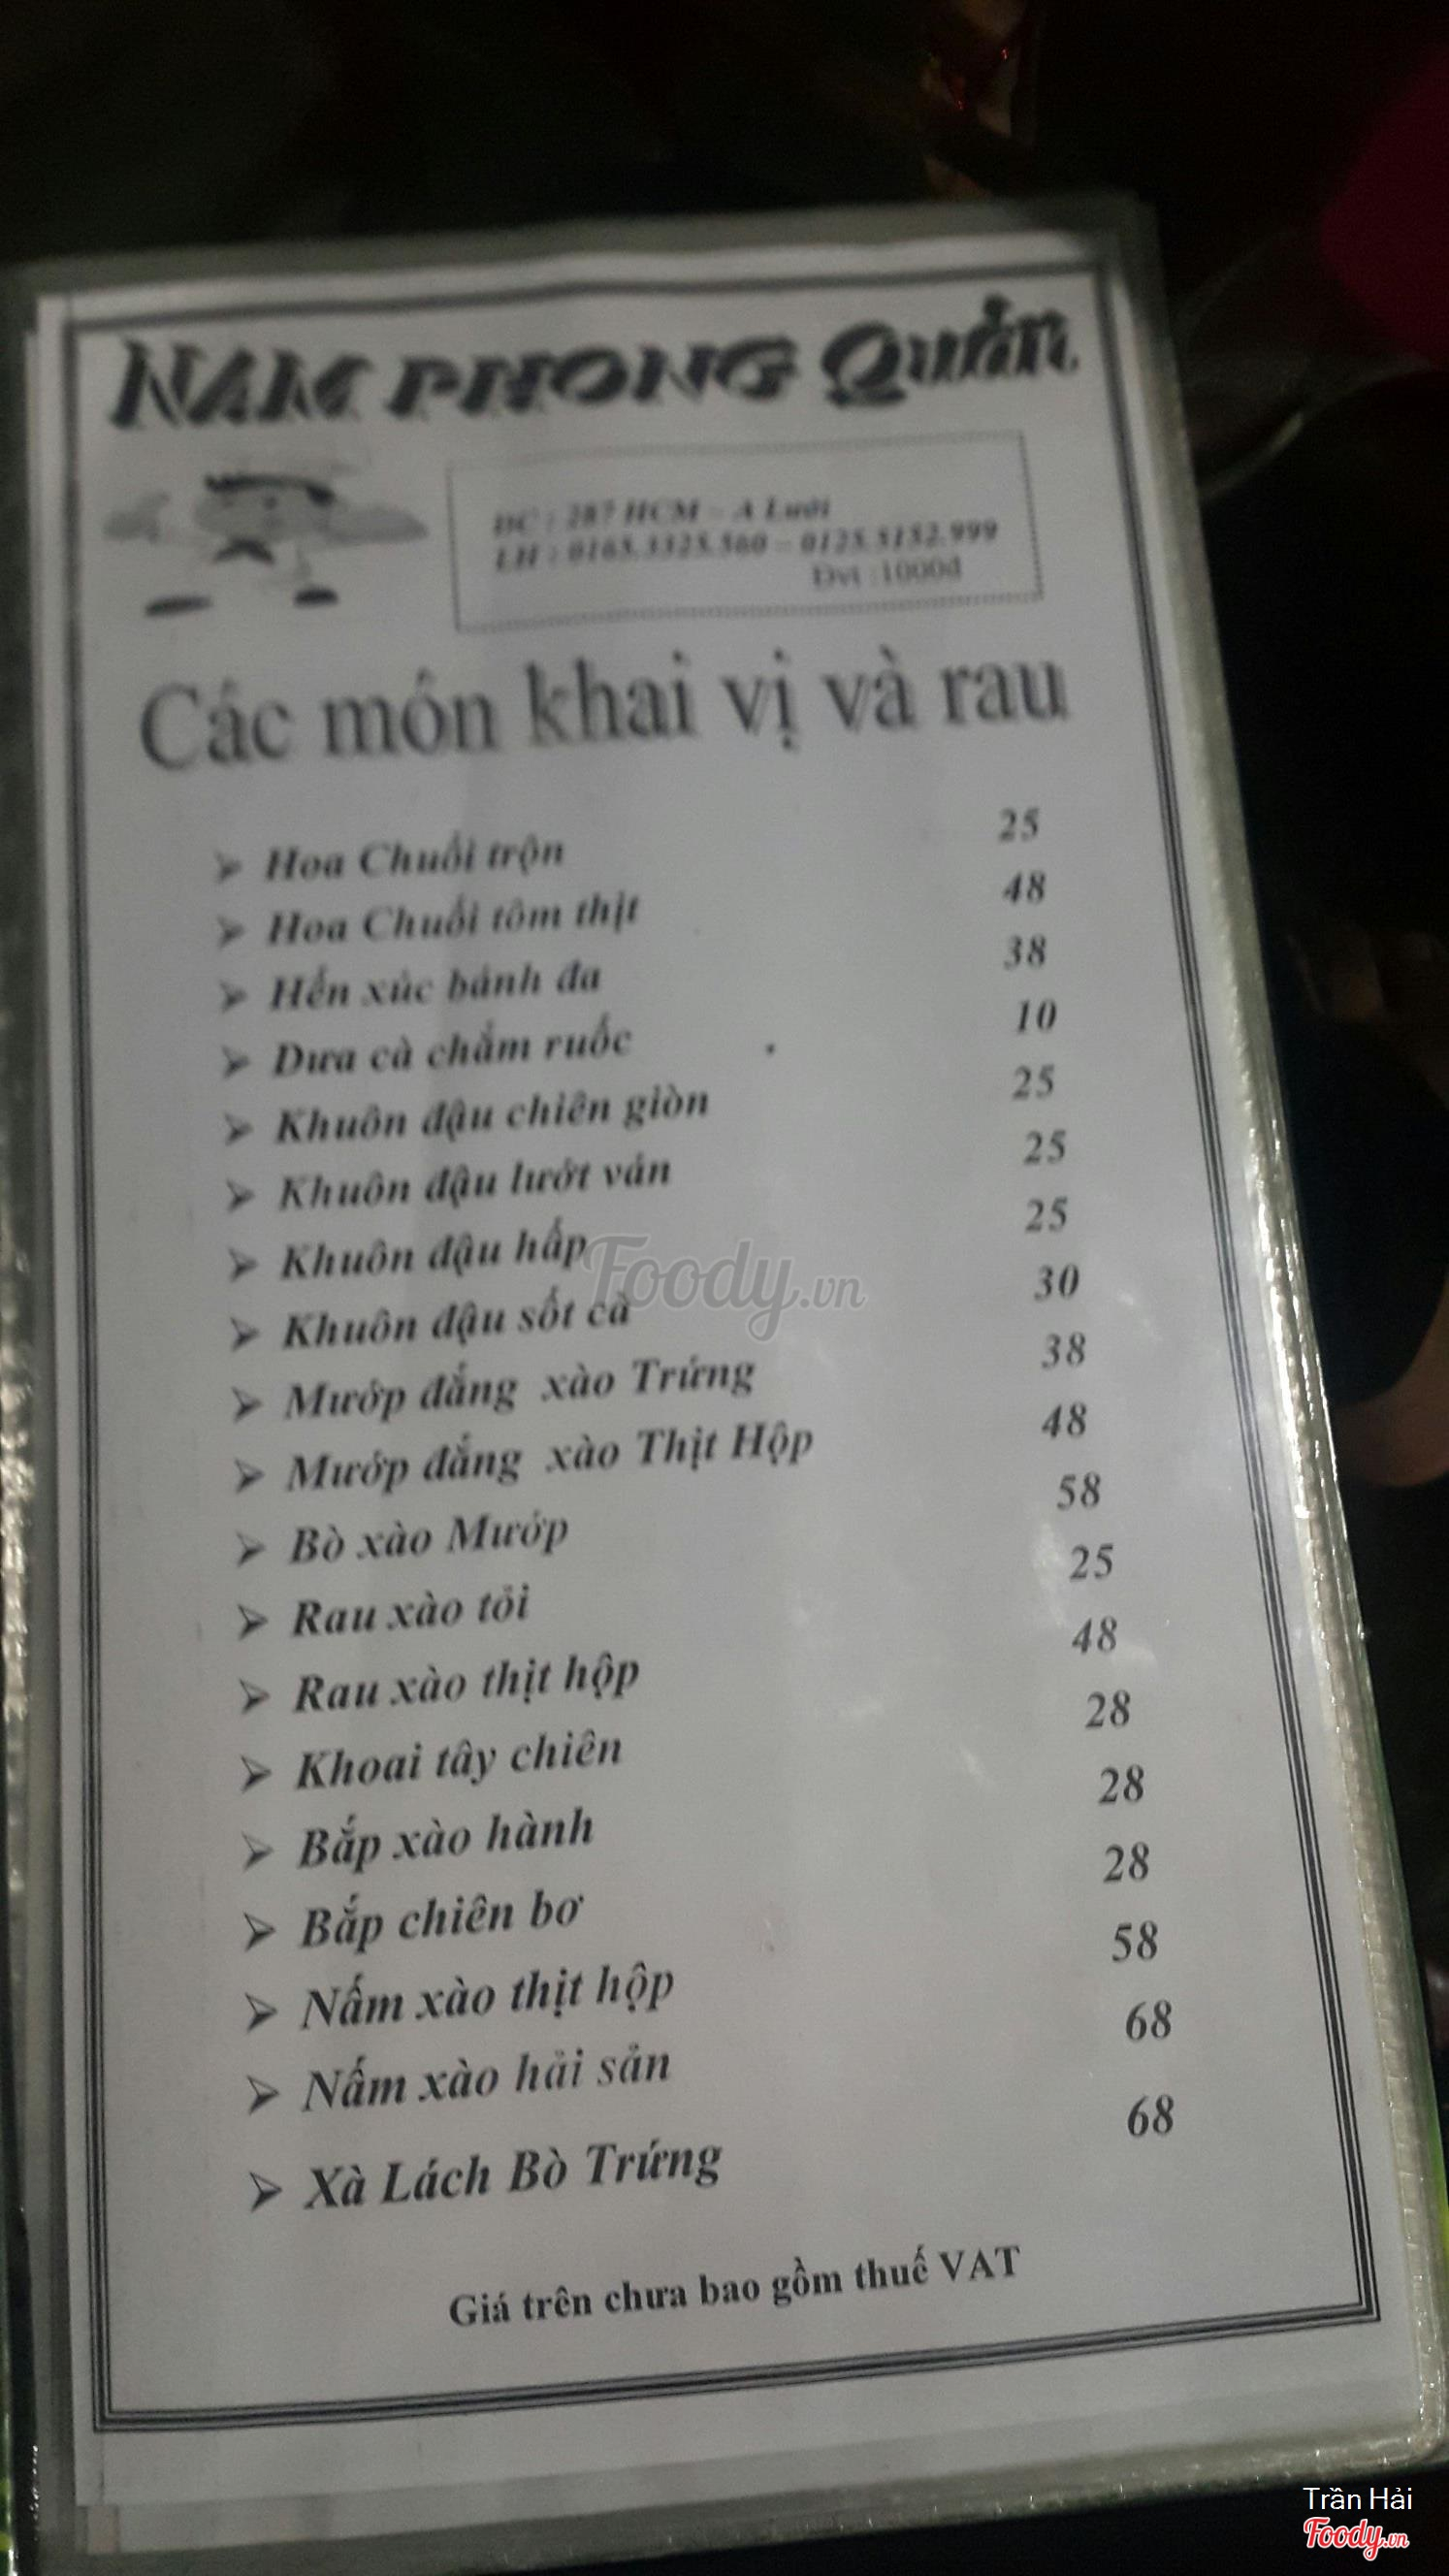 NAM PHONG Quán
ĐC : 287 HCM – A Lưới
LH : 0165.3325.560 – 0125.5152.999
Đvt :1000đ
Các món khai vị và rau
➢ Hoa Chuối trộn 25
➢ Hoa Chuối tôm thịt 48
➢ Hến xúc bánh đa 38
➢ Dưa cà chấm ruốc 10
➢ Khuôn đậu chiên giòn 25
➢ Khuôn đậu lướt ván 25
➢ Khuôn đậu hấp 25
➢ Khuôn đậu sốt cà 30
➢ Mướp đắng xào Trứng 38
➢ Mướp đắng xào Thịt Hộp 48
➢ Bò xào Mướp 58
➢ Rau xào tỏi 25
➢ Rau xào thịt hộp 48
➢ Khoai tây chiên 28
➢ Bắp xào hành 28
➢ Bắp chiên bơ 28
➢ Nấm xào thịt hộp 58
➢ Nấm xào hải sản 68
➢ Xà Lách Bò Trứng 68
Giá trên chưa bao gồm thuế VAT
Foody.vn
Trần Hải
Foody.vn